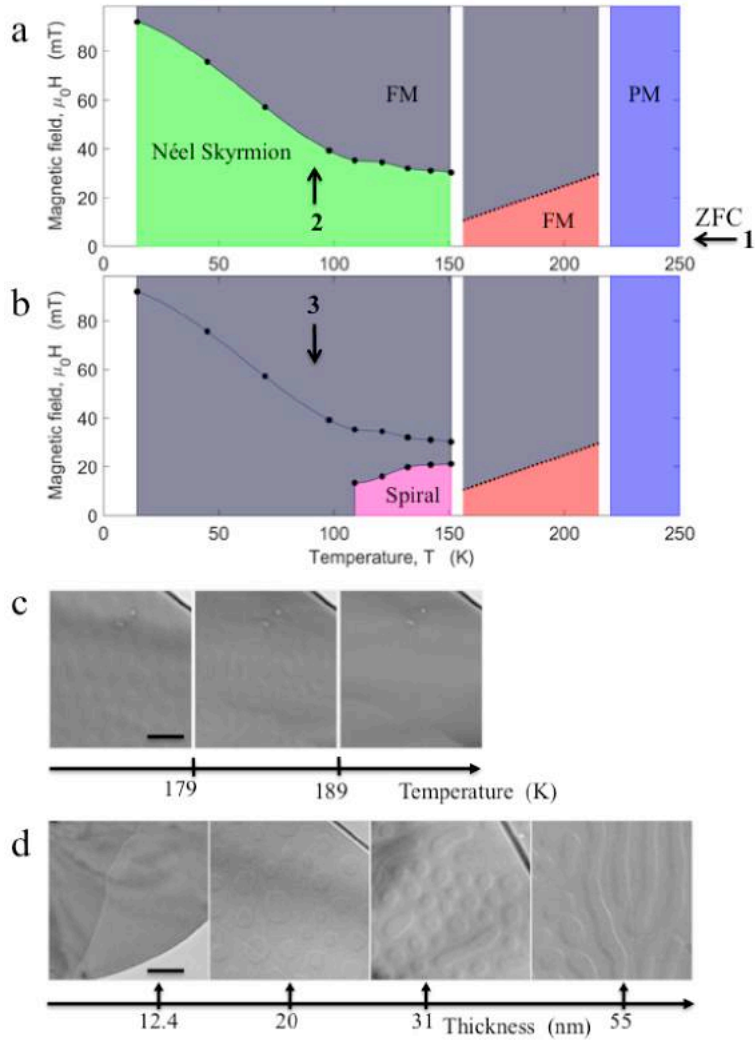 a
Magnetic field, μ₀H (mT)
80
60
40
20
0
FM
PM
Néel Skyrmion
2
FM
ZFC
1
0 50 100 150 200 250
b
Magnetic field, μ₀H (mT)
80
60
40
20
0
3
Spiral
0 50 100 150 200 250
Temperature, T (K)
c
179 189 Temperature (K)
d
12.4 20 31 Thickness (nm) 55